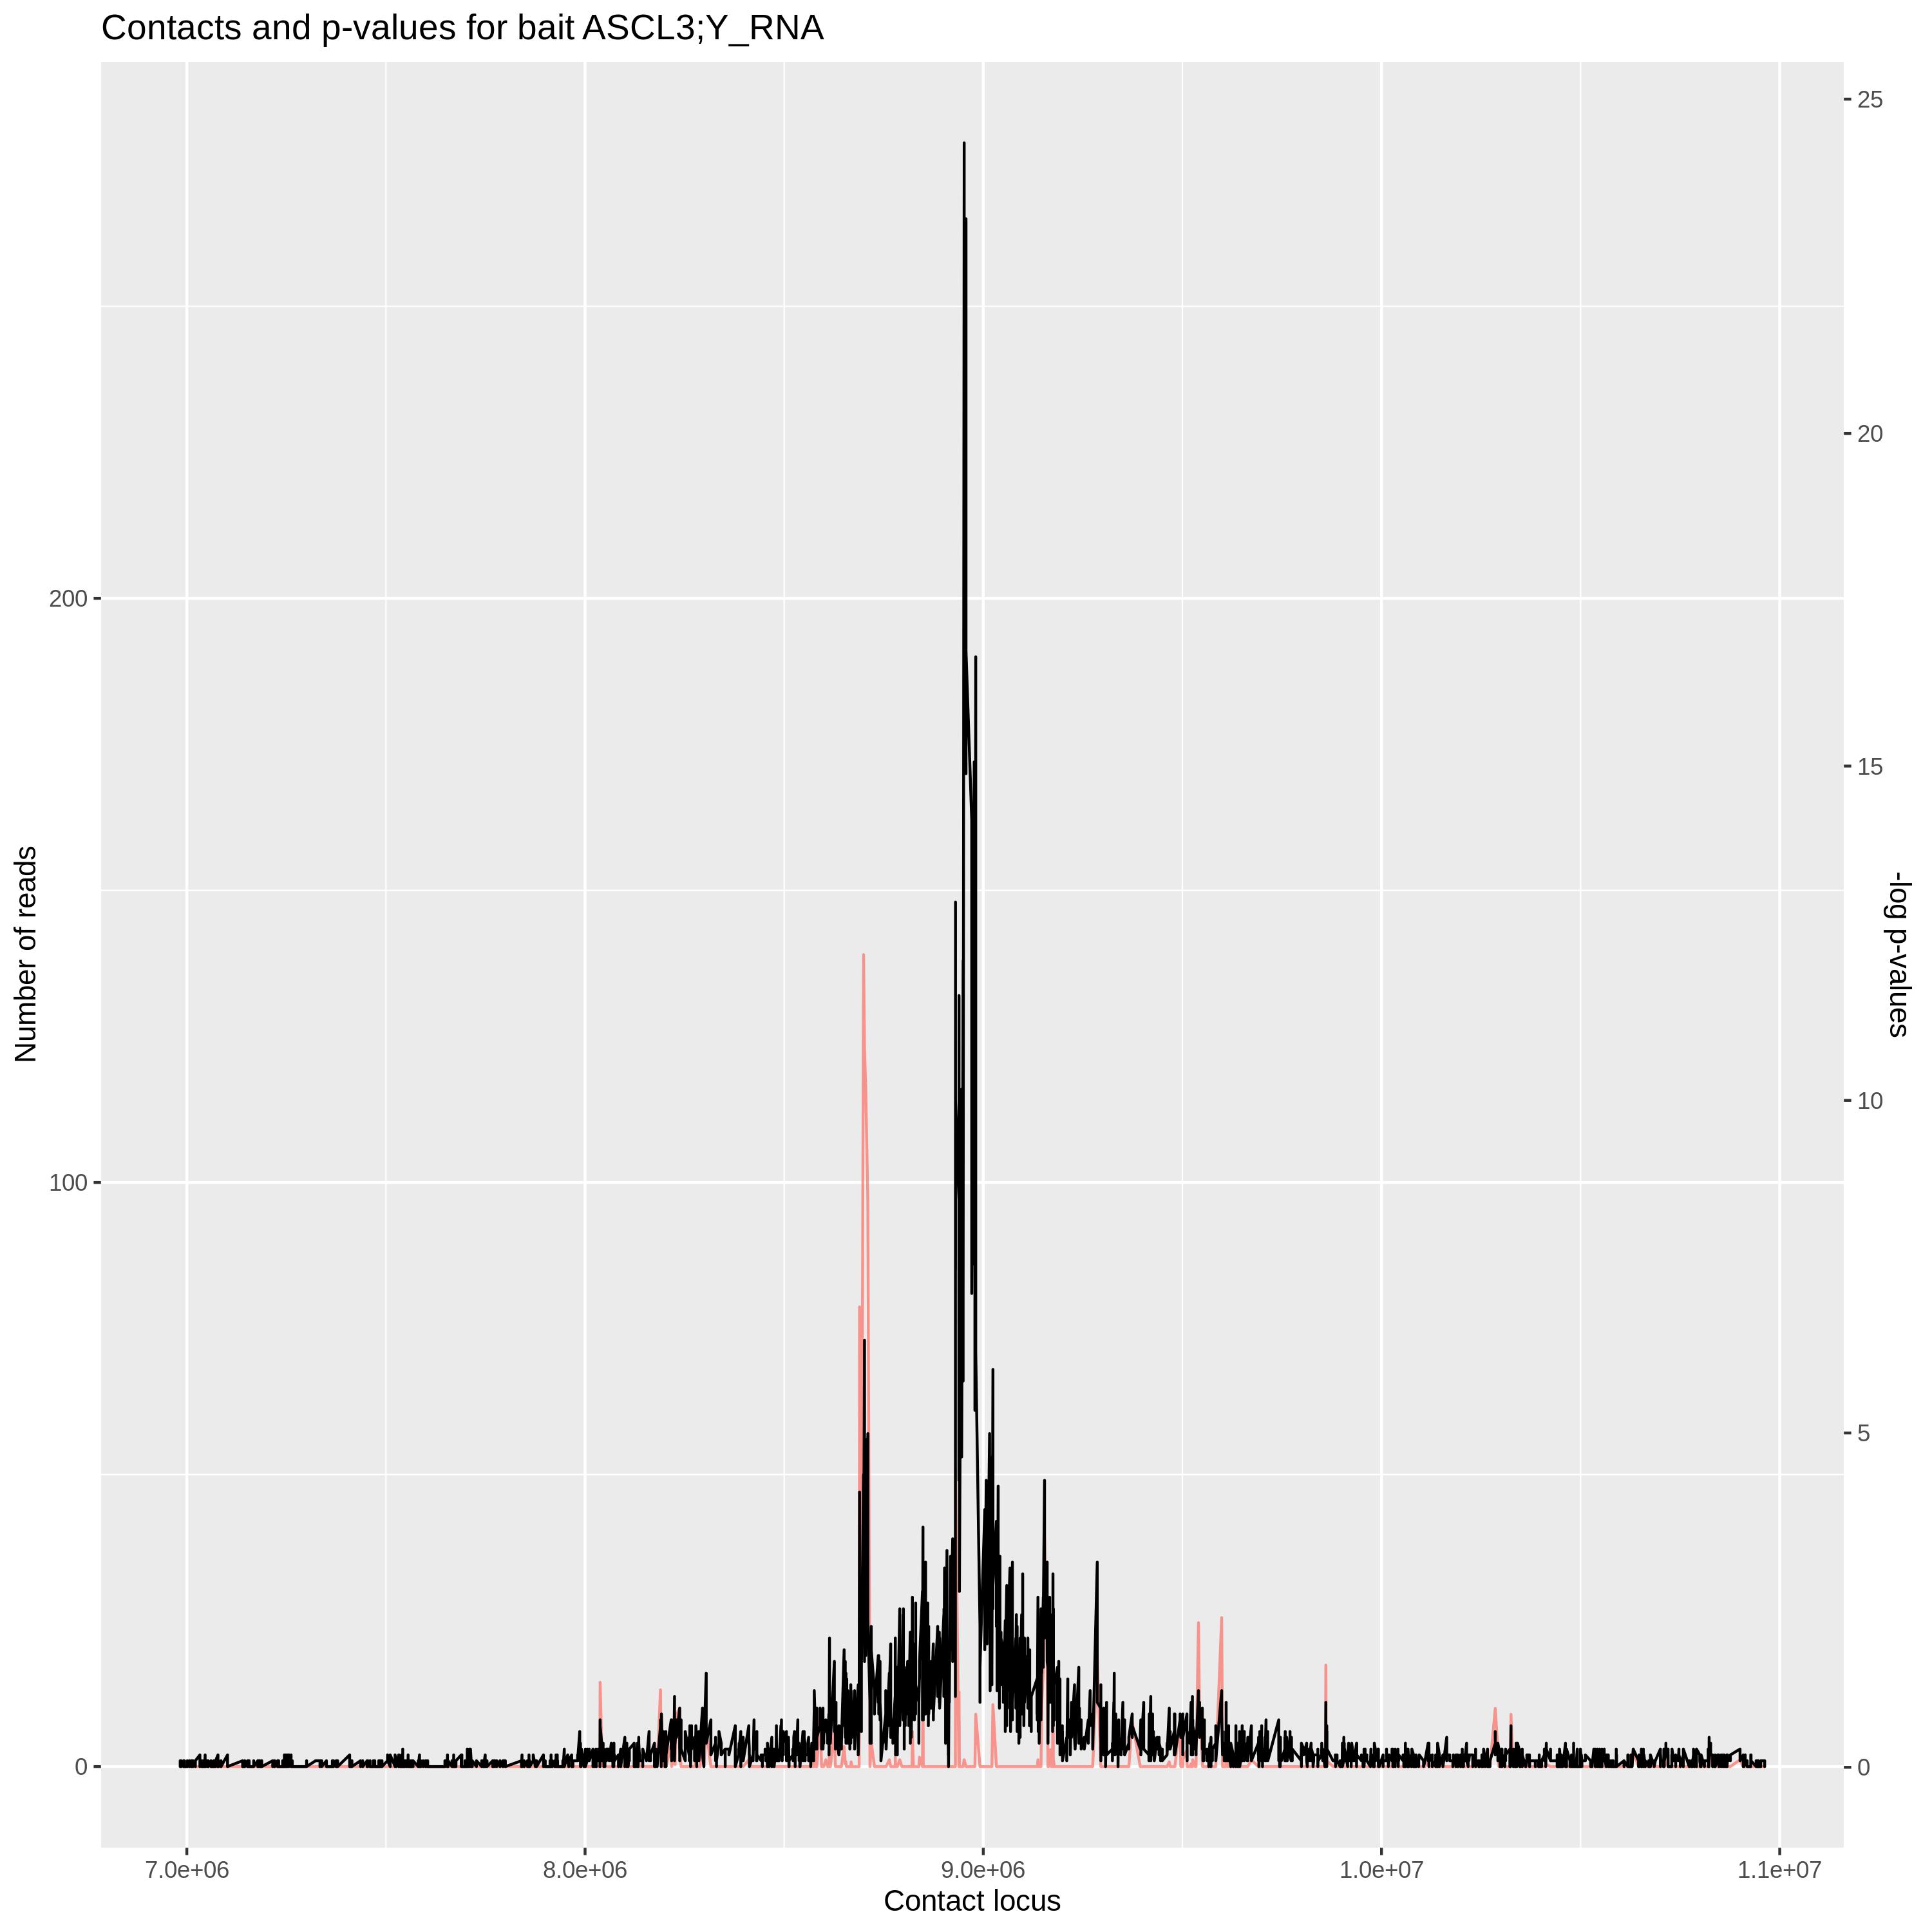 Contacts and p-values for bait ASCL3;Y_RNA
Number of reads
200
100
0
25
20
15
10
5
0
-log p-values
7.0e+06
8.0e+06
9.0e+06
1.0e+07
1.1e+07
Contact locus